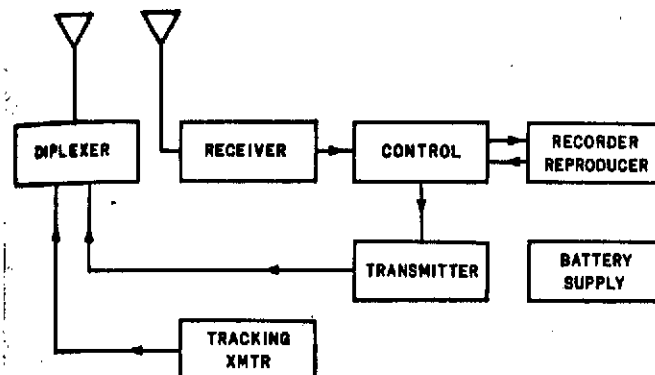 DIPLEXER
RECEIVER
CONTROL
RECORDER
REPRODUCER
TRANSMITTER
BATTERY
SUPPLY
TRACKING
XMTR